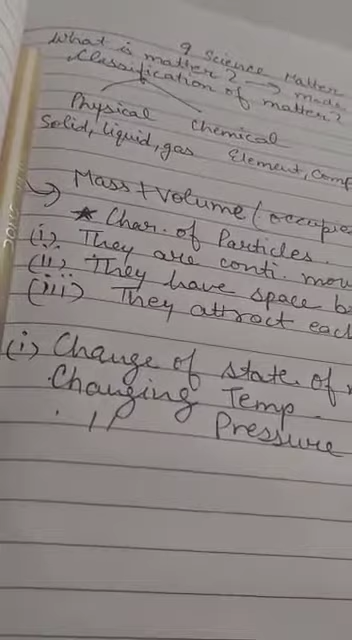 9 Science Matter
What is matter? → made
Classification of matter?
Physical Chemical
Solid, liquid, gas Element, Comp
Mass + Volume (occupie
* Char. of Particles.
(i) They are conti. mov
(ii) They have space b
(iii) They attract each
(i) Change of state of
Changing Temp.
. 11 Pressure